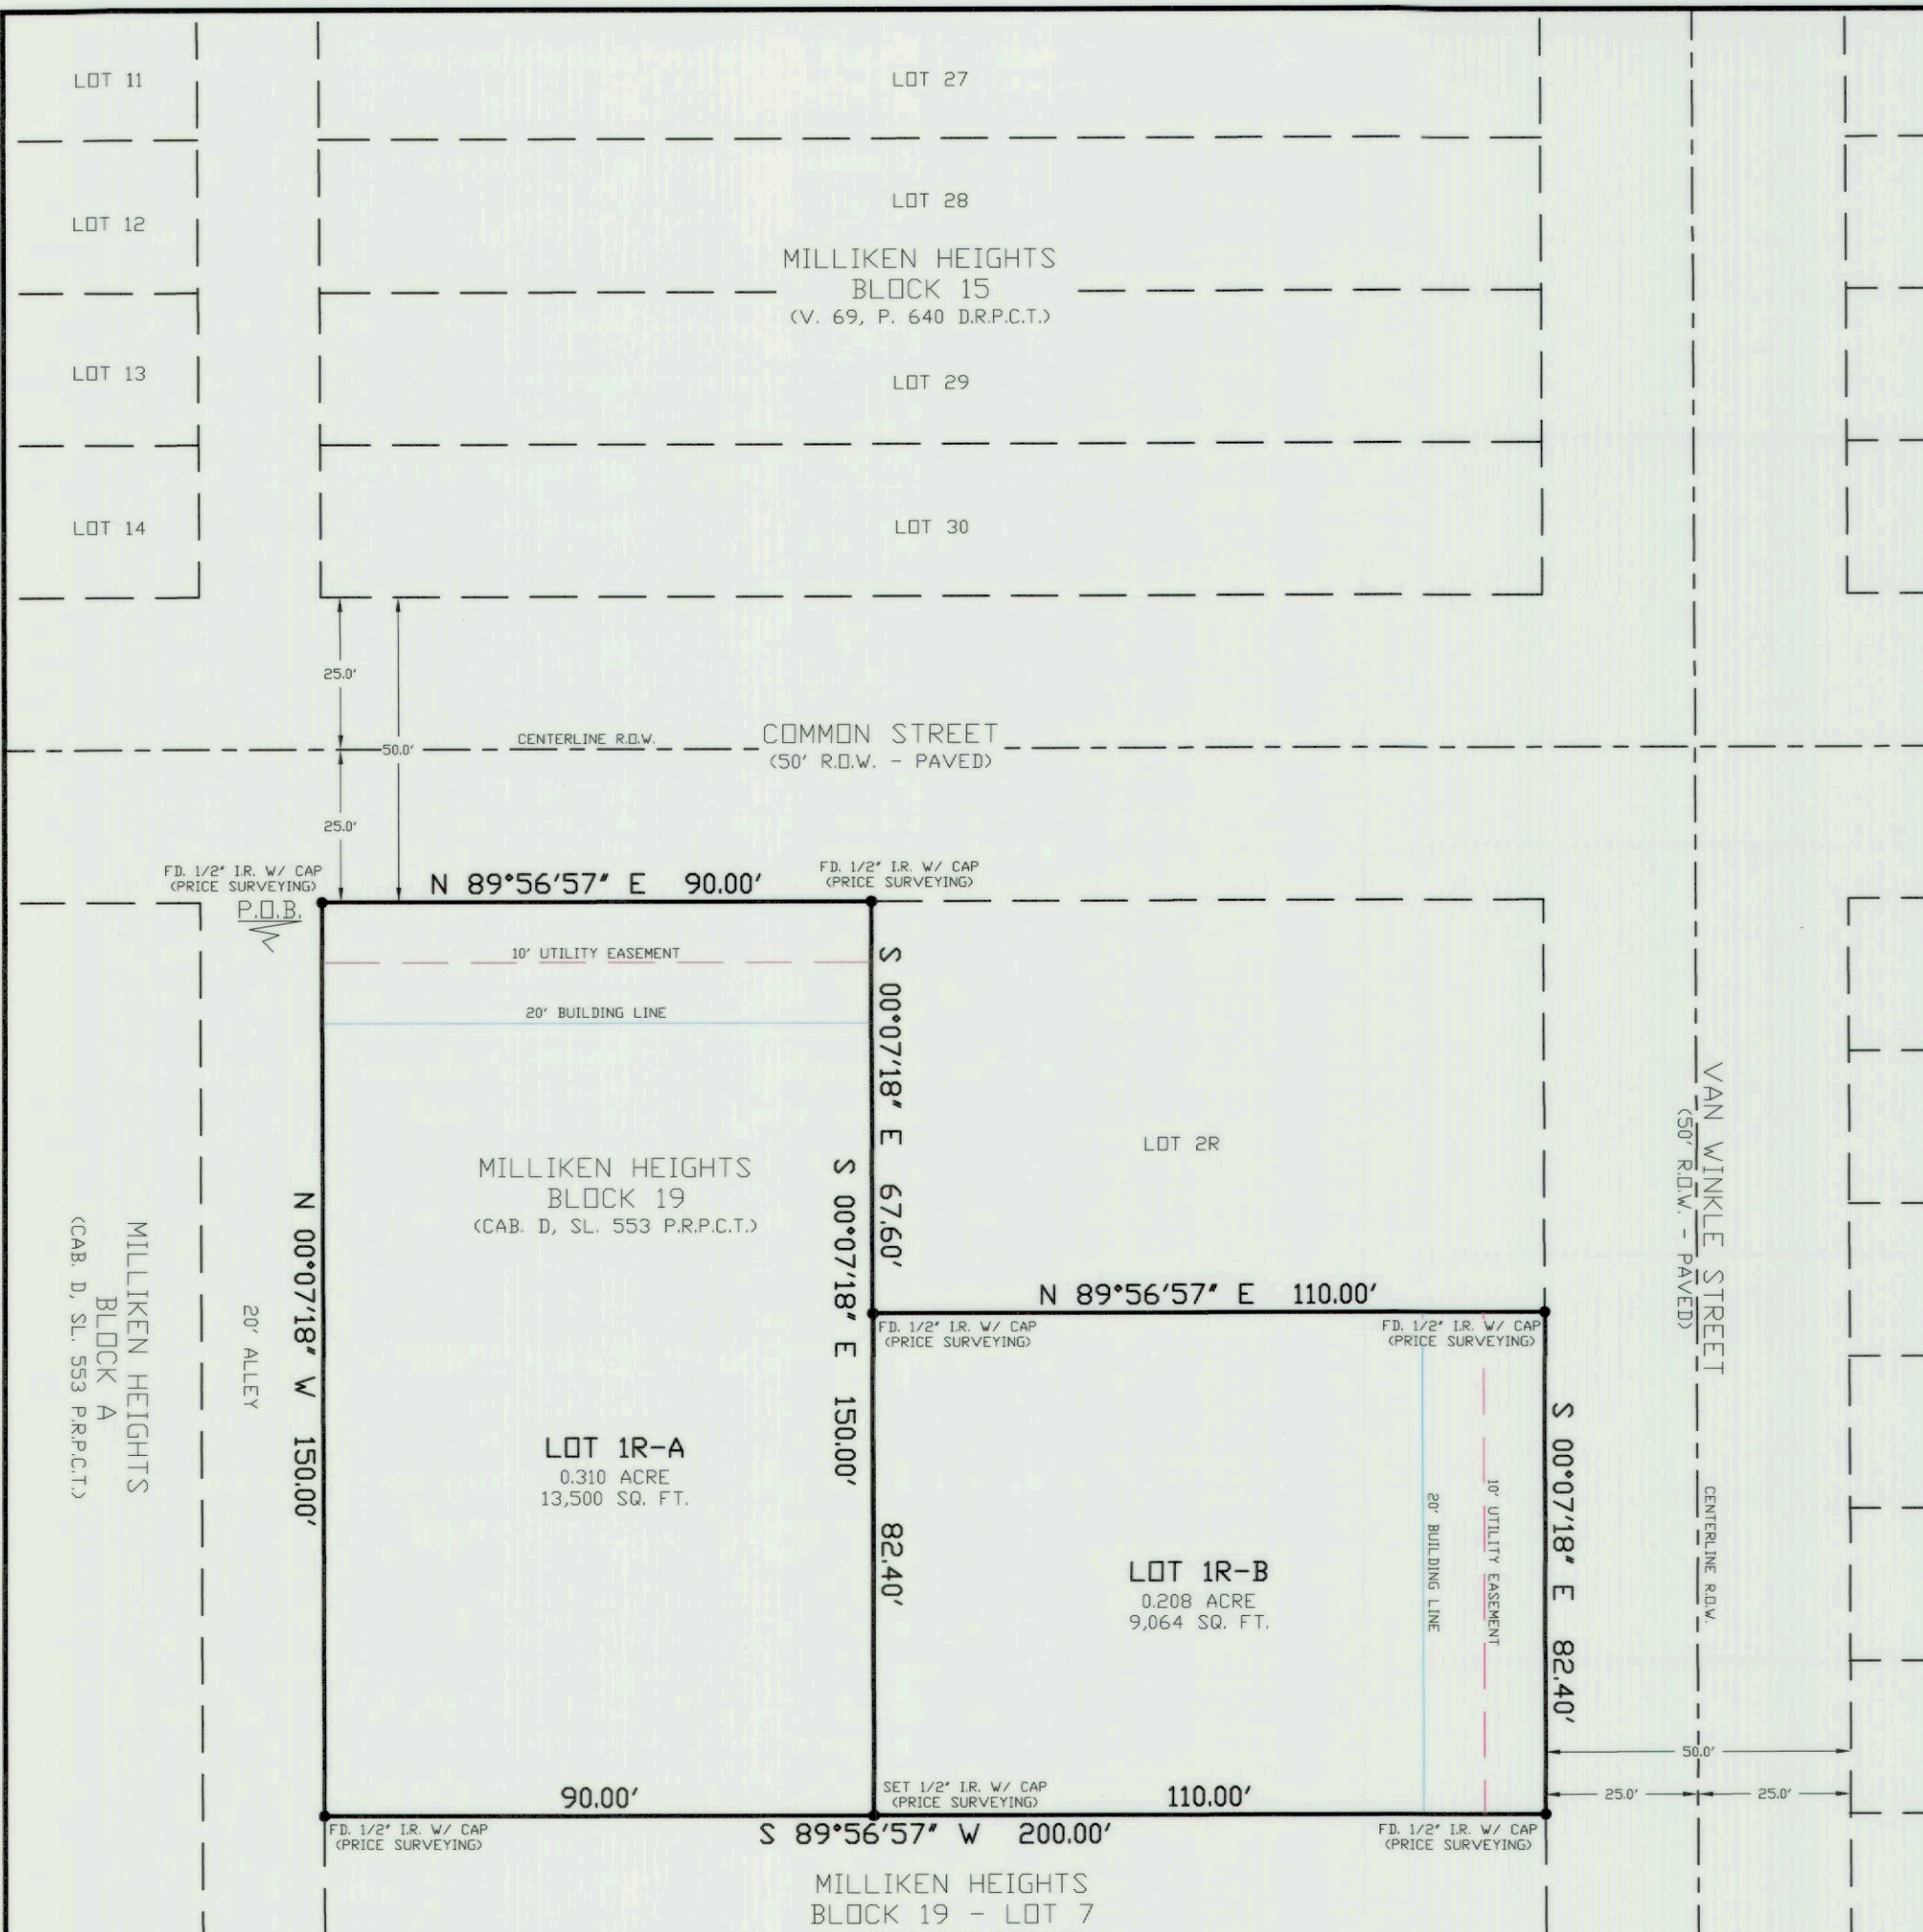 LOT 11
LOT 27
LOT 12
LOT 28
MILLIKEN HEIGHTS
BLOCK 15
(V. 69, P. 640 D.R.P.C.T.)
LOT 13
LOT 29
LOT 14
LOT 30
25.0'
50.0'
CENTERLINE R.O.W.
COMMON STREET
(50' R.O.W. - PAVED)
25.0'
FD. 1/2" I.R. W/ CAP
(PRICE SURVEYING)
P.O.B.
N 89°56'57" E 90.00'
FD. 1/2" I.R. W/ CAP
(PRICE SURVEYING)
10' UTILITY EASEMENT
20' BUILDING LINE
S 00°07'18" E 67.60'
LOT 2R
VAN WINKLE STREET
(50' R.O.W. - PAVED)
MILLIKEN HEIGHTS
BLOCK 19
(CAB. D, SL. 553 P.R.P.C.T.)
S 00°07'18" E 150.00'
N 00°07'18" W 150.00'
20' ALLEY
MILLIKEN HEIGHTS
BLOCK A
(CAB. D, SL. 553 P.R.P.C.T.)
N 89°56'57" E 110.00'
FD. 1/2" I.R. W/ CAP
(PRICE SURVEYING)
FD. 1/2" I.R. W/ CAP
(PRICE SURVEYING)
LOT 1R-A
0.310 ACRE
13,500 SQ. FT.
82.40'
LOT 1R-B
0.208 ACRE
9,064 SQ. FT.
20' BUILDING LINE
10' UTILITY EASEMENT
S 00°07'18" E 82.40'
CENTERLINE R.O.W.
50.0'
25.0'
25.0'
90.00'
SET 1/2" I.R. W/ CAP
(PRICE SURVEYING)
110.00'
FD. 1/2" I.R. W/ CAP
(PRICE SURVEYING)
S 89°56'57" W 200.00'
FD. 1/2" I.R. W/ CAP
(PRICE SURVEYING)
MILLIKEN HEIGHTS
BLOCK 19 - LOT 7